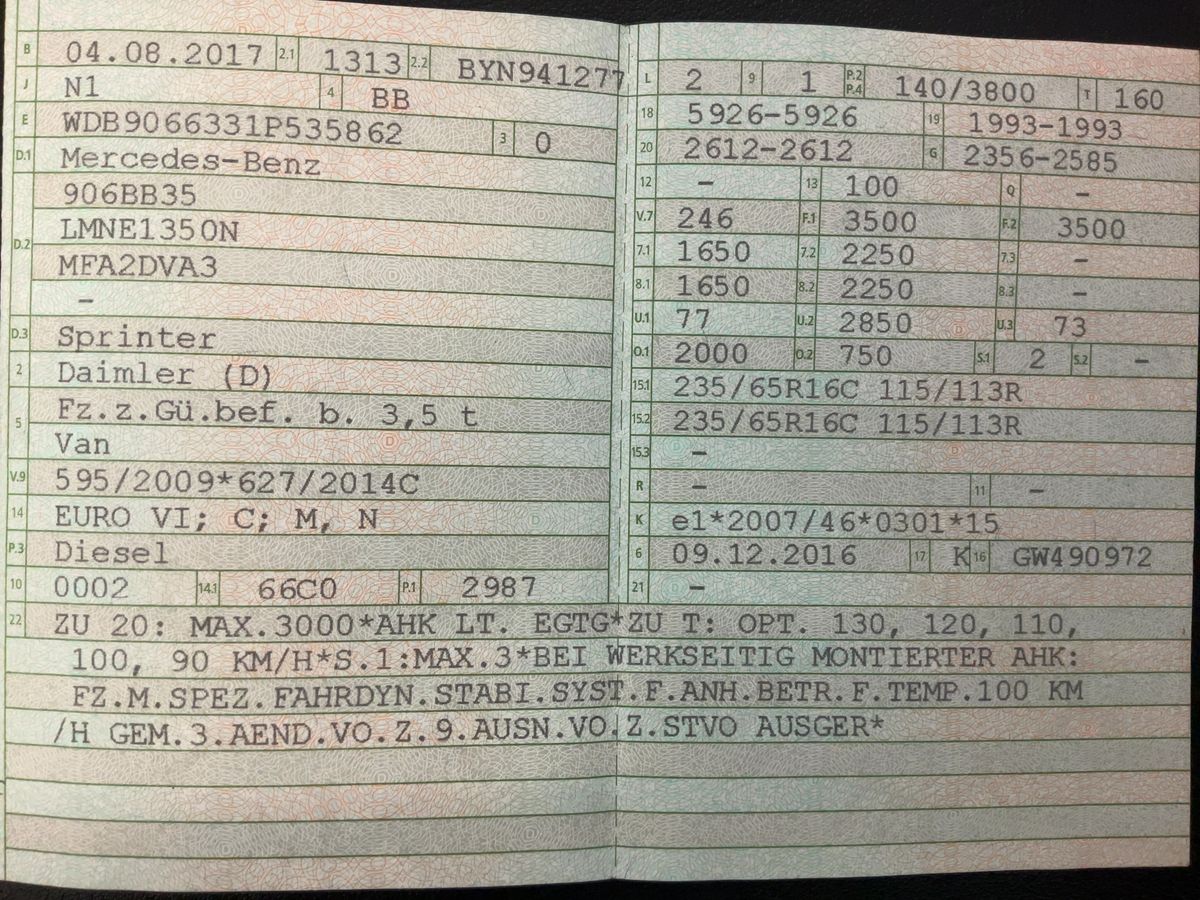 B 04.08.2017 2.1 1313 2.2 BYN941277
J N1 4 BB
E WDB9066331P535862 3 0
D.1 Mercedes-Benz
906BB35
D.2 LMNE1350N
MFA2DVA3
–
D.3 Sprinter
2 Daimler (D)
5 Fz.z.Gü.bef. b. 3,5 t
Van
V.9 595/2009*627/2014C
14 EURO VI; C; M, N
P.3 Diesel
10 0002 14.1 66C0 P.1 2987
L 2 9 1 P.2 P.4 140/3800 T 160
18 5926-5926 19 1993-1993
20 2612-2612 G 2356-2585
12 – 13 100 Q –
V.7 246 F.1 3500 F.2 3500
7.1 1650 7.2 2250 7.3 –
8.1 1650 8.2 2250 8.3 –
U.1 77 U.2 2850 U.3 73
O.1 2000 O.2 750 S.1 2 S.2 –
15.1 235/65R16C 115/113R
15.2 235/65R16C 115/113R
15.3 –
R – 11 –
K e1*2007/46*0301*15
6 09.12.2016 17 K 16 GW490972
21 –
22 ZU 20: MAX.3000*AHK LT. EGTG*ZU T: OPT. 130, 120, 110,
100, 90 KM/H*S.1:MAX.3*BEI WERKSEITIG MONTIERTER AHK:
FZ.M.SPEZ.FAHRDYN.STABI.SYST.F.ANH.BETR.F.TEMP.100 KM
/H GEM.3.AEND.VO.Z.9.AUSN.VO.Z.STVO AUSGER*